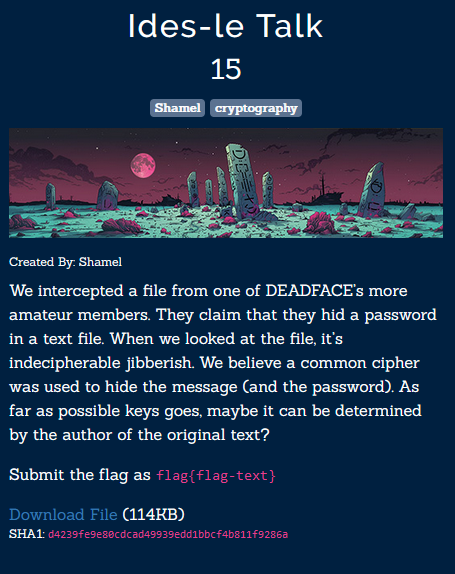 Ides-le Talk
15
Shamel cryptography
Created By: Shamel
We intercepted a file from one of DEADFACE's more
amateur members. They claim that they hid a password
in a text file. When we looked at the file, it's
indecipherable jibberish. We believe a common cipher
was used to hide the message (and the password). As
far as possible keys goes, maybe it can be determined
by the author of the original text?
Submit the flag as flag{flag-text}
Download File (114KB)
SHA1: d4239fe9e80cdcad49939edd1bbcf4b811f9286a